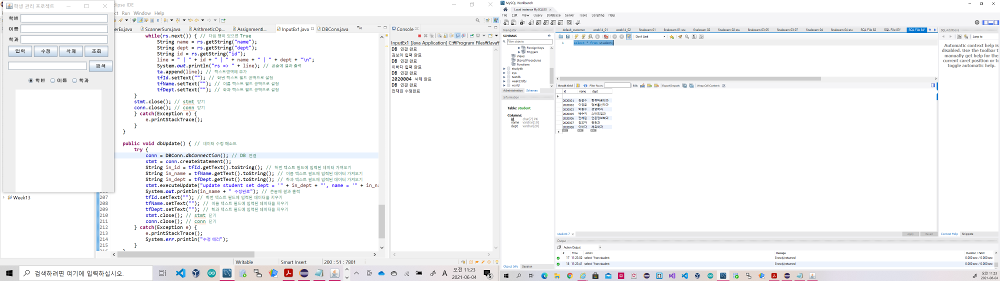 학생 관리 프로젝트
학번
이름
학과
입력 수정 삭제 조회
검색
학번 이름 학과
Week13
clipse IDE
ct Run Window Help
nerEx.java ScannerSum.java ArithmeticOp... AssignmentI... InputEx1.java DBConn.java
while(rs.next()) { // 다음 행이 있으면 True
String name = rs.getString("name");
String dept = rs.getString("dept");
String id = rs.getString("id");
line = " | " + id + " | " + name + " | " + dept + "\n";
System.out.println("rs => " + line); // 콘솔에 결과 출력
ta.append(line); // 텍스트영역에 추가
tfId.setText(""); // 학번 텍스트 필드 공백으로 설정
tfName.setText(""); // 이름 텍스트 필드 공백으로 설정
tfDept.setText(""); // 학과 텍스트 필드 공백으로 설정
}
stmt.close(); // stmt 닫기
conn.close(); // conn 닫기
} catch(Exception e) {
e.printStackTrace();
}
}
public void dbUpdate() { // 데이터 수정 메소드
try {
conn = DBConn.dbConnection(); // DB 연결
stmt = conn.createStatement();
String in_id = tfId.getText().toString(); // 학번 텍스트 필드에 입력된 데이터 가져오기
String in_name = tfName.getText().toString(); // 이름 텍스트 필드에 입력된 데이터 가져오기
String in_dept = tfDept.getText().toString(); // 학과 텍스트 필드에 입력된 데이터 가져오기
stmt.executeUpdate("update student set dept = '" + in_dept + "', name = '" + in_na
System.out.println(in_name + " 수정완료"); // 콘솔에 결과 출력
207 tfId.setText(""); // 학번 텍스트 필드에 입력된 데이터를 지우기
208 tfName.setText(""); // 이름 텍스트 필드에 입력된 데이터를 지우기
209 tfDept.setText(""); // 학과 텍스트 필드에 입력된 데이터를 지우기
210 stmt.close(); // stmt 닫기
211 conn.close(); // conn 닫기
212 } catch(Exception e) {
213 e.printStackTrace();
214 System.err.println("수정 에러");
215 }
Writable Smart Insert 200 : 51 : 7801
Console
InputEx1 [Java Application] C:₩Program Files₩Java₩
DB 연결 완료
김보아 입력 완료
DB 연결 완료
이바다 입력 완료
DB 연결 완료
2020004 삭제 완료
DB 연결 완료
전채린 수정완료
검색하려면 여기에 입력하십시오.
A 오전 11:23
2021-06-04
5
MySQL Workbench
Local instance MySQL80
File Edit View Query Database Server Tools Scripting Help
Navigator
SCHEMAS
Filter objects
Foreign Keys
Triggers
Views
Stored Procedures
Functions
studydb
sys
testdb
week13db;
world
Administration Schemas
Information
Table: student
Columns:
id char(7) PK
name varchar(10)
dept varchar(20)
Object Info Session
default_customer week14_01 week14_02 finalexam-01 finalexam-01-stu finalexam-02 finalexam-02-stu finalexam-03-05 finalexam-03-07 finalexam-04 finalexam-04-stu SQL File 82 SQL File 83* SQL File 84*
Don't Limit
1 select * from student;
Result Grid Filter Rows: Edit: Export/Import: Wrap Cell Content:
id name dept
2020001 김철수 컴퓨터공학과
2020002 이영희 정보통신학과
2020003 박철수 경영학과
2020005 배수지 스타트업과
2020006 전채린 언론정보학과
2020007 김보아 관광과
2020008 이바다 체육학과
NULL NULL NULL
student 7 Apply Revert
Output
Action Output
# Time Action Message Duration / Fetch
17 11:23:02 select * from student 8 row(s) returned 0.000 sec / 0.000 sec
18 11:23:41 select * from student 8 row(s) returned 0.000 sec / 0.000 sec
SQL Additions
Jump to
Automatic context help is
disabled. Use the toolbar t
manually get help for the
current caret position or to
toggle automatic help.
Context Help Snippets
오전 11:23
2021-06-04